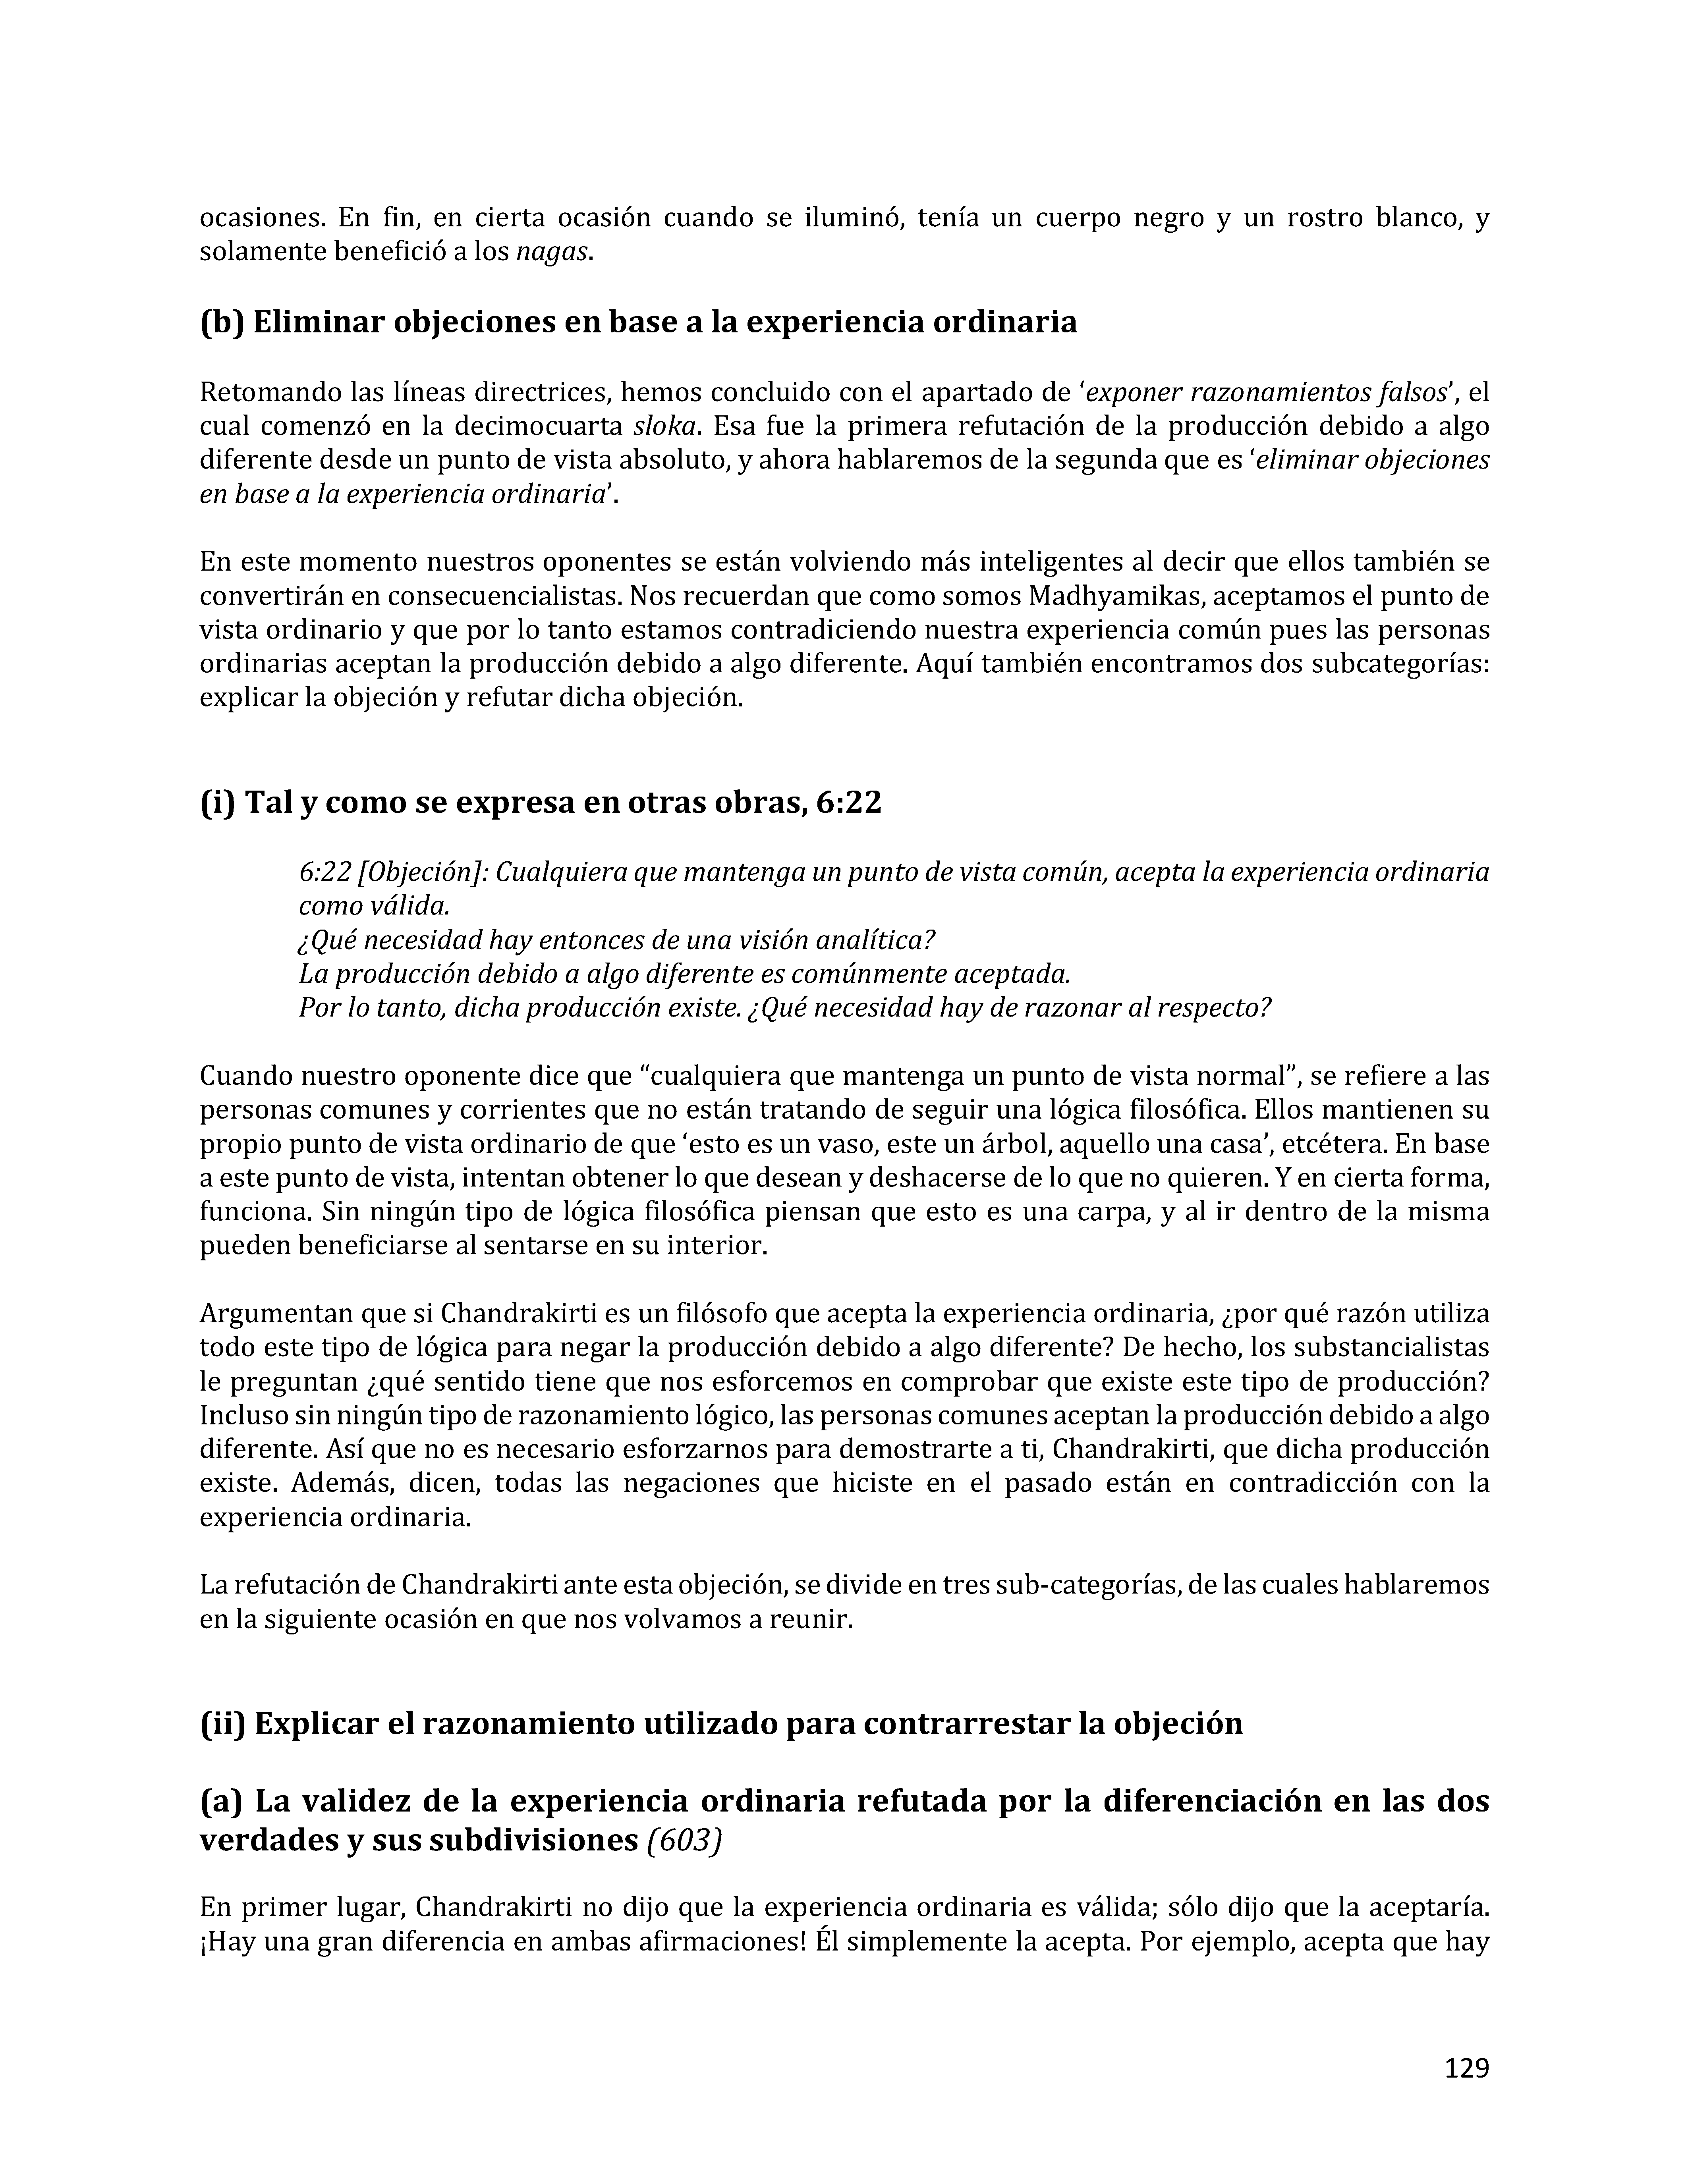 ocasiones. En fin, en cierta ocasión cuando se iluminó, tenía un cuerpo negro y un rostro blanco, y
solamente benefició a los nagas.
(b) Eliminar objeciones en base a la experiencia ordinaria
Retomando las líneas directrices, hemos concluido con el apartado de ‘exponer razonamientos falsos’, el
cual comenzó en la decimocuarta sloka. Esa fue la primera refutación de la producción debido a algo
diferente desde un punto de vista absoluto, y ahora hablaremos de la segunda que es ‘eliminar objeciones
en base a la experiencia ordinaria’.
En este momento nuestros oponentes se están volviendo más inteligentes al decir que ellos también se
convertirán en consecuencialistas. Nos recuerdan que como somos Madhyamikas, aceptamos el punto de
vista ordinario y que por lo tanto estamos contradiciendo nuestra experiencia común pues las personas
ordinarias aceptan la producción debido a algo diferente. Aquí también encontramos dos subcategorías:
explicar la objeción y refutar dicha objeción.
(i) Tal y como se expresa en otras obras, 6:22
6:22 [Objeción]: Cualquiera que mantenga un punto de vista común, acepta la experiencia ordinaria
como válida.
¿Qué necesidad hay entonces de una visión analítica?
La producción debido a algo diferente es comúnmente aceptada.
Por lo tanto, dicha producción existe. ¿Qué necesidad hay de razonar al respecto?
Cuando nuestro oponente dice que “cualquiera que mantenga un punto de vista normal”, se refiere a las
personas comunes y corrientes que no están tratando de seguir una lógica filosófica. Ellos mantienen su
propio punto de vista ordinario de que ‘esto es un vaso, este un árbol, aquello una casa’, etcétera. En base
a este punto de vista, intentan obtener lo que desean y deshacerse de lo que no quieren. Y en cierta forma,
funciona. Sin ningún tipo de lógica filosófica piensan que esto es una carpa, y al ir dentro de la misma
pueden beneficiarse al sentarse en su interior.
Argumentan que si Chandrakirti es un filósofo que acepta la experiencia ordinaria, ¿por qué razón utiliza
todo este tipo de lógica para negar la producción debido a algo diferente? De hecho, los substancialistas
le preguntan ¿qué sentido tiene que nos esforcemos en comprobar que existe este tipo de producción?
Incluso sin ningún tipo de razonamiento lógico, las personas comunes aceptan la producción debido a algo
diferente. Así que no es necesario esforzarnos para demostrarte a ti, Chandrakirti, que dicha producción
existe. Además, dicen, todas las negaciones que hiciste en el pasado están en contradicción con la
experiencia ordinaria.
La refutación de Chandrakirti ante esta objeción, se divide en tres sub-categorías, de las cuales hablaremos
en la siguiente ocasión en que nos volvamos a reunir.
(ii) Explicar el razonamiento utilizado para contrarrestar la objeción
(a) La validez de la experiencia ordinaria refutada por la diferenciación en las dos
verdades y sus subdivisiones (603)
En primer lugar, Chandrakirti no dijo que la experiencia ordinaria es válida; sólo dijo que la aceptaría.
¡Hay una gran diferencia en ambas afirmaciones! Él simplemente la acepta. Por ejemplo, acepta que hay
129